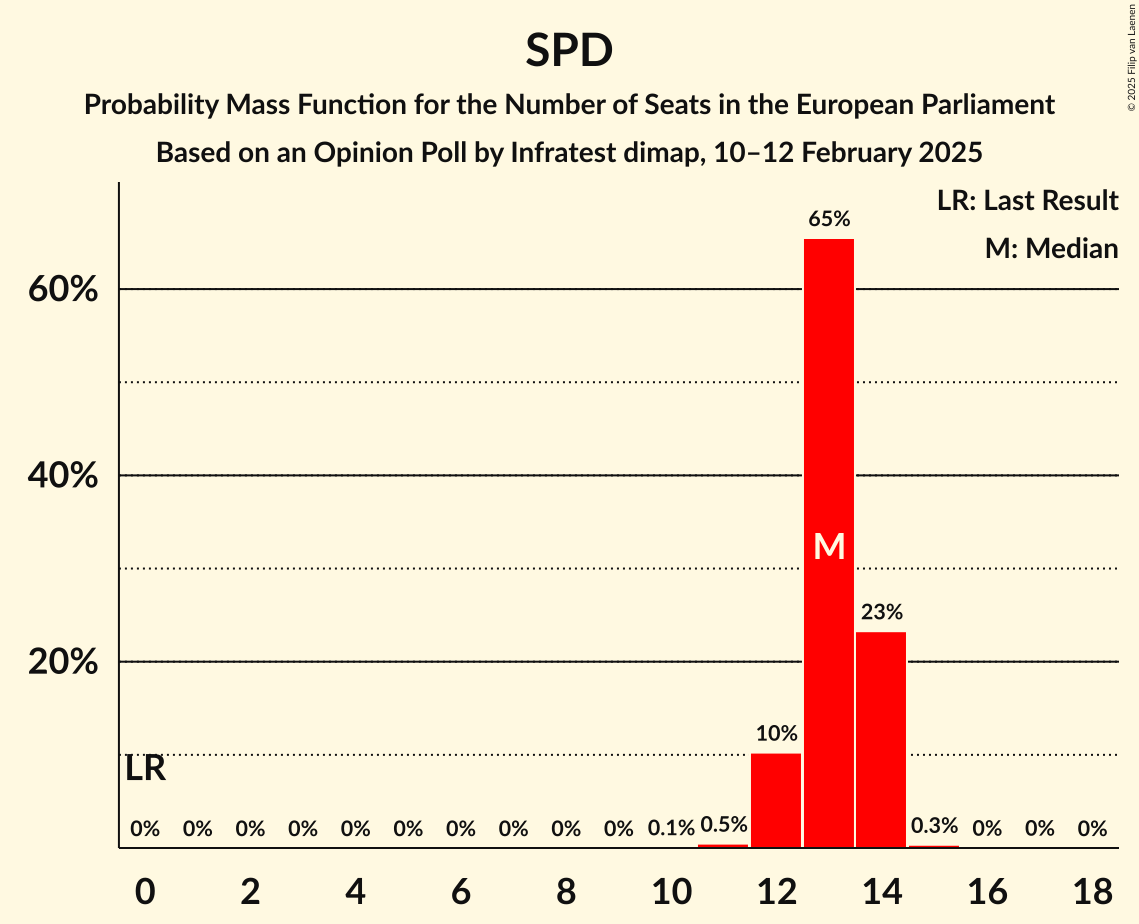 SPD
Probability Mass Function for the Number of Seats in the European Parliament
Based on an Opinion Poll by Infratest dimap, 10–12 February 2025
© 2025 Filip van Laenen
LR: Last Result
M: Median
65%
60%
40%
M
23%
20%
10%
LR
0% 0% 0% 0% 0% 0% 0% 0% 0% 0% 0.1% 0.5% 0.3% 0% 0% 0%
0 2 4 6 8 10 12 14 16 18